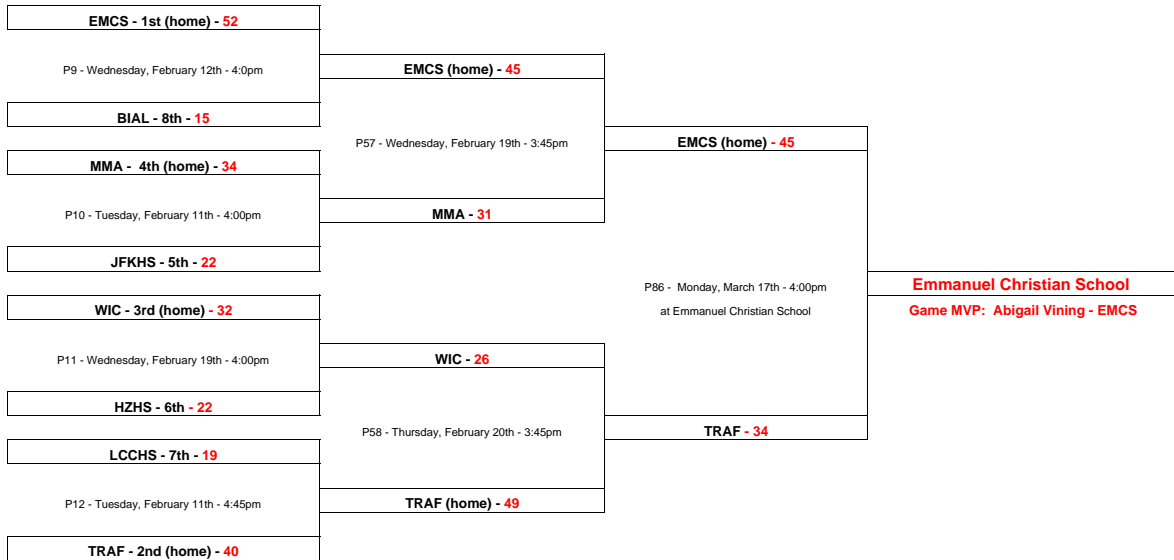 EMCS - 1st (home) - 52
P9 - Wednesday, February 12th - 4:0pm
BIAL - 8th - 15
MMA -  4th (home) - 34
P10 - Tuesday, February 11th - 4:00pm
JFKHS - 5th - 22
WIC - 3rd (home) - 32
P11 - Wednesday, February 19th - 4:00pm
HZHS - 6th - 22
LCCHS - 7th - 19
P12 - Tuesday, February 11th - 4:45pm
TRAF - 2nd (home) - 40
EMCS (home) - 45
P57 - Wednesday, February 19th - 3:45pm
MMA - 31
WIC - 26
P58 - Thursday, February 20th - 3:45pm
TRAF (home) - 49
EMCS (home) - 45
P86 -  Monday, March 17th - 4:00pm
at Emmanuel Christian School
TRAF - 34
Emmanuel Christian School
Game MVP:  Abigail Vining - EMCS